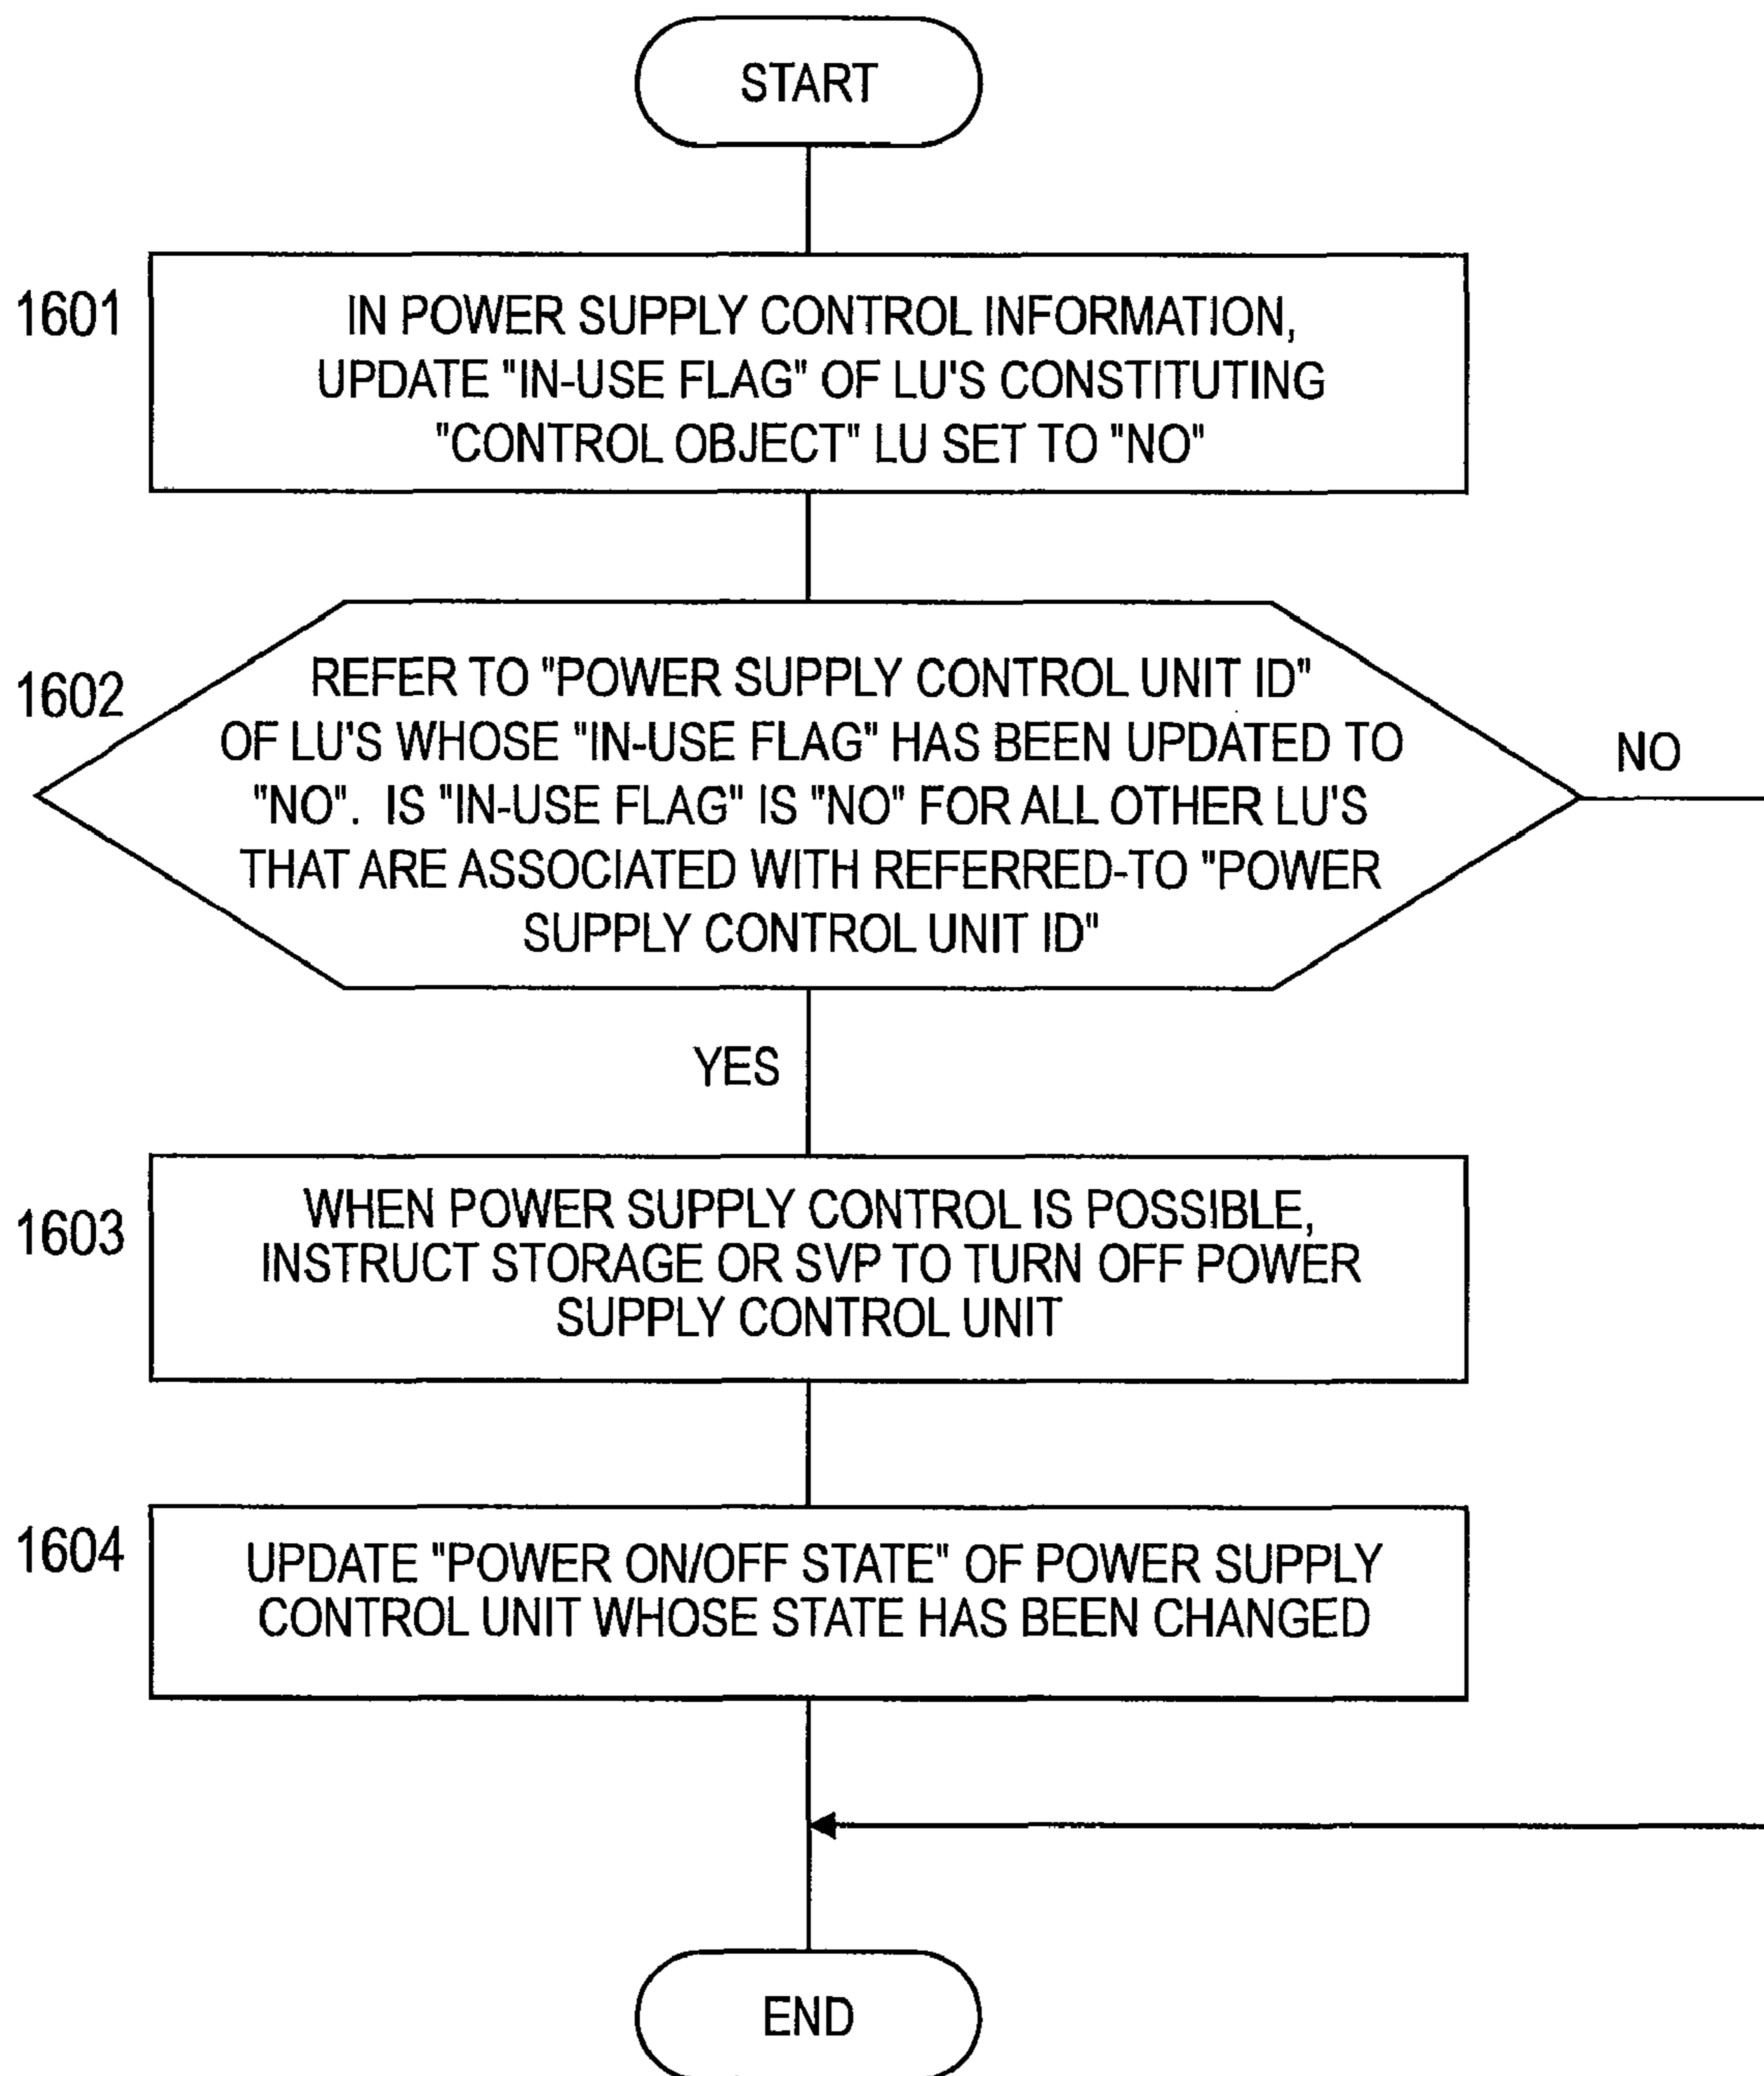 START
1601
IN POWER SUPPLY CONTROL INFORMATION,
UPDATE "IN-USE FLAG" OF LU'S CONSTITUTING
"CONTROL OBJECT" LU SET TO "NO"
1602
REFER TO "POWER SUPPLY CONTROL UNIT ID"
OF LU'S WHOSE "IN-USE FLAG" HAS BEEN UPDATED TO
"NO". IS "IN-USE FLAG" IS "NO" FOR ALL OTHER LU'S
THAT ARE ASSOCIATED WITH REFERRED-TO "POWER
SUPPLY CONTROL UNIT ID"
NO
YES
1603
WHEN POWER SUPPLY CONTROL IS POSSIBLE,
INSTRUCT STORAGE OR SVP TO TURN OFF POWER
SUPPLY CONTROL UNIT
1604
UPDATE "POWER ON/OFF STATE" OF POWER SUPPLY
CONTROL UNIT WHOSE STATE HAS BEEN CHANGED
END